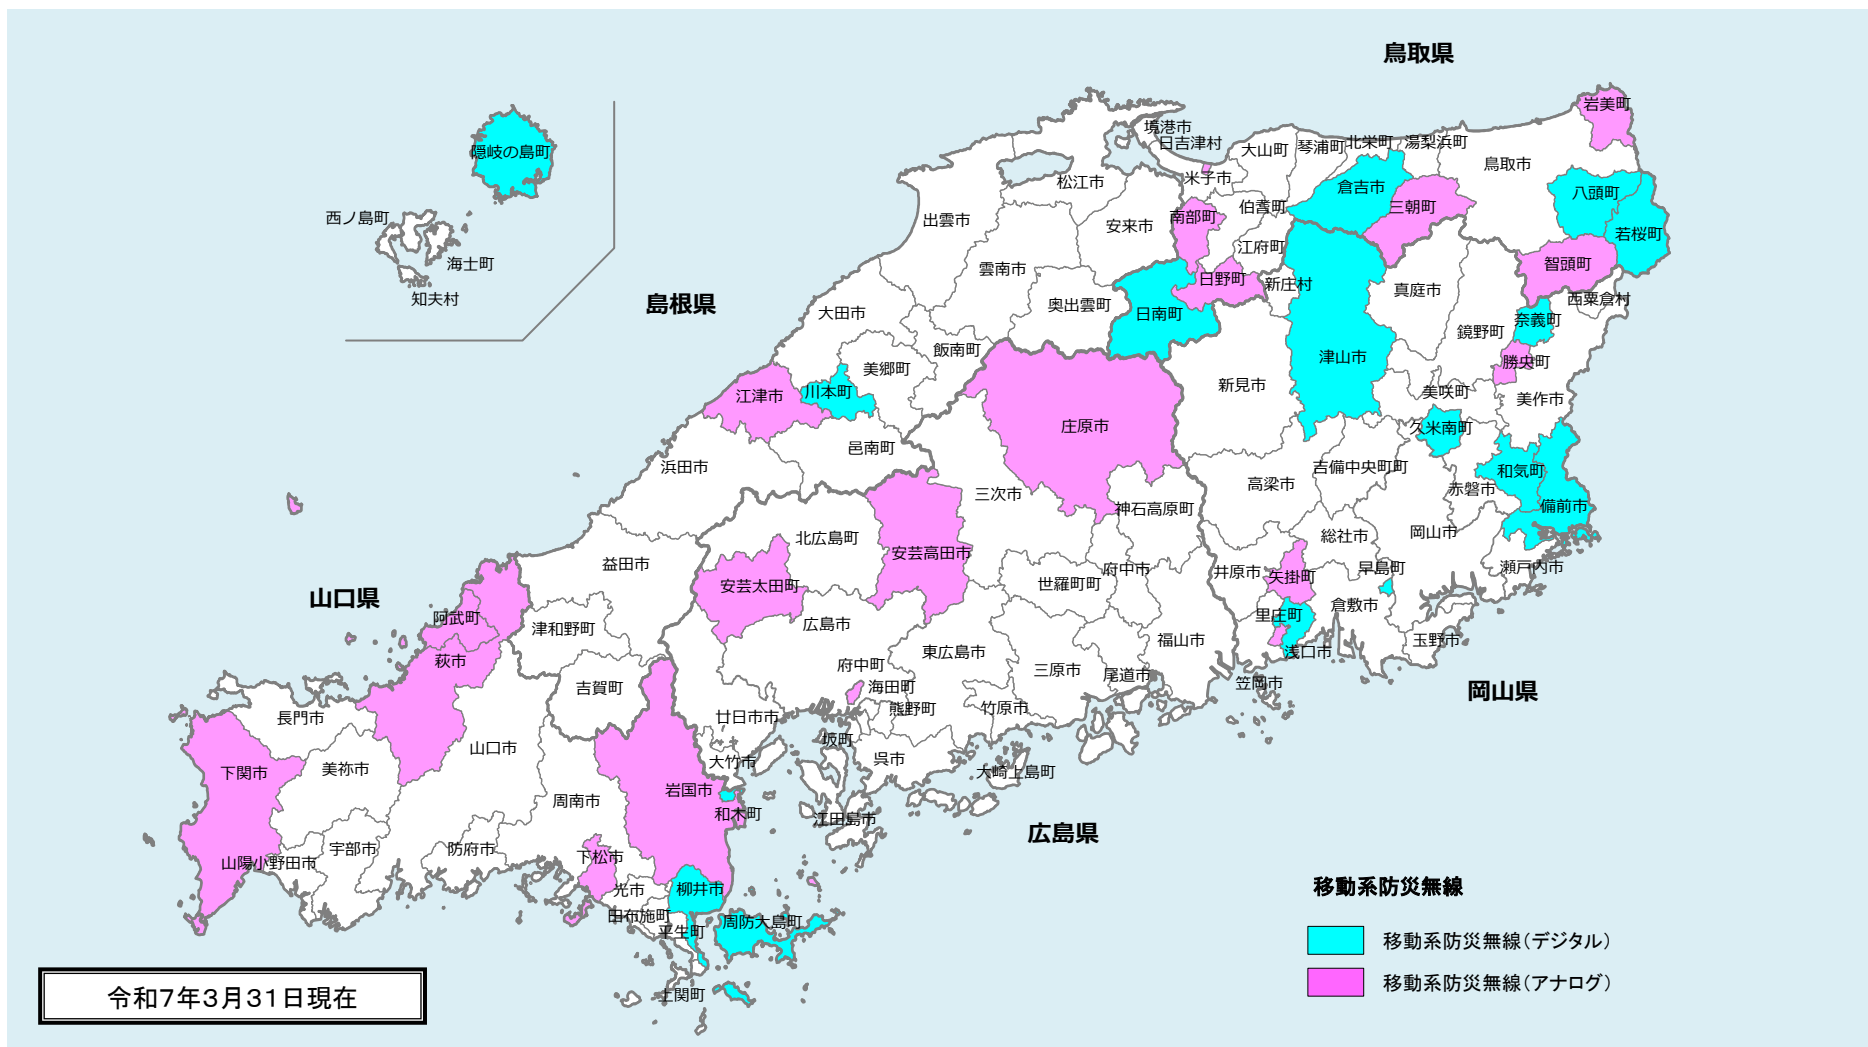 鳥取県
岩美町
境港市
日吉津村
大山町
琴浦町
北栄町
湯梨浜町
鳥取市
米子市
倉吉市
八頭町
三朝町
若桜町
南部町
伯耆町
江府町
智頭町
日野町
日南町
隠岐の島町
西ノ島町
海士町
知夫村
島根県
松江市
出雲市
安来市
雲南市
奥出雲町
大田市
飯南町
美郷町
川本町
江津市
邑南町
浜田市
益田市
津和野町
吉賀町
新庄村
真庭市
西粟倉村
奈義町
鏡野町
勝央町
津山市
新見市
美咲町
美作市
久米南町
吉備中央町町
高梁市
和気町
赤磐市
備前市
岡山市
総社市
瀬戸内市
早島町
井原市
矢掛町
里庄町
倉敷市
玉野市
浅口市
笠岡市
岡山県
庄原市
三次市
神石高原町
北広島町
安芸高田市
安芸太田町
世羅町町
府中市
広島市
福山市
東広島市
府中町
三原市
尾道市
海田町
熊野町
竹原市
廿日市市
坂町
呉市
大竹市
大崎上島町
江田島市
広島県
山口県
阿武町
萩市
長門市
山口市
下関市
美祢市
岩国市
周南市
和木町
宇部市
防府市
山陽小野田市
下松市
光市
柳井市
田布施町
周防大島町
平生町
上関町
移動系防災無線
移動系防災無線(デジタル)
移動系防災無線(アナログ)
令和7年3月31日現在